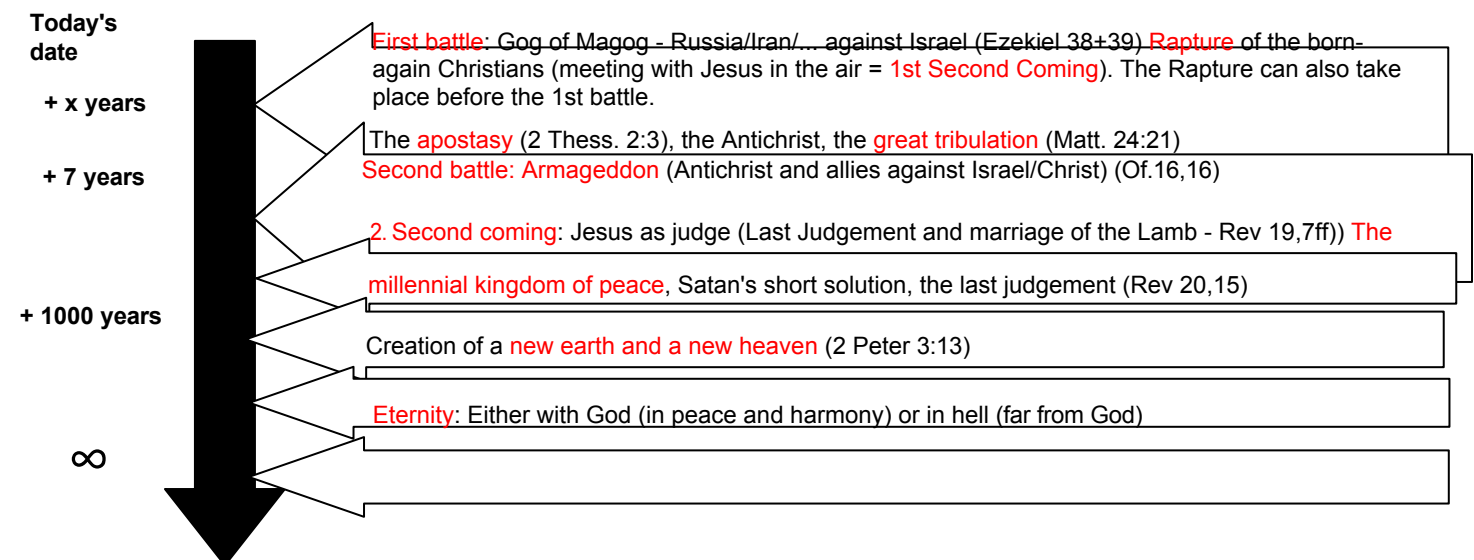 Today's
date
First battle: Gog of Magog - Russia/Iran/... against Israel (Ezekiel 38+39) Rapture of the born-
again Christians (meeting with Jesus in the air = 1st Second Coming). The Rapture can also take
place before the 1st battle.
+ x years
The apostasy (2 Thess. 2:3), the Antichrist, the great tribulation (Matt. 24:21)
+ 7 years
Second battle: Armageddon (Antichrist and allies against Israel/Christ) (Of.16,16)
2. Second coming: Jesus as judge (Last Judgement and marriage of the Lamb - Rev 19,7ff)) The
millennial kingdom of peace, Satan's short solution, the last judgement (Rev 20,15)
+ 1000 years
Creation of a new earth and a new heaven (2 Peter 3:13)
Eternity: Either with God (in peace and harmony) or in hell (far from God)
∞